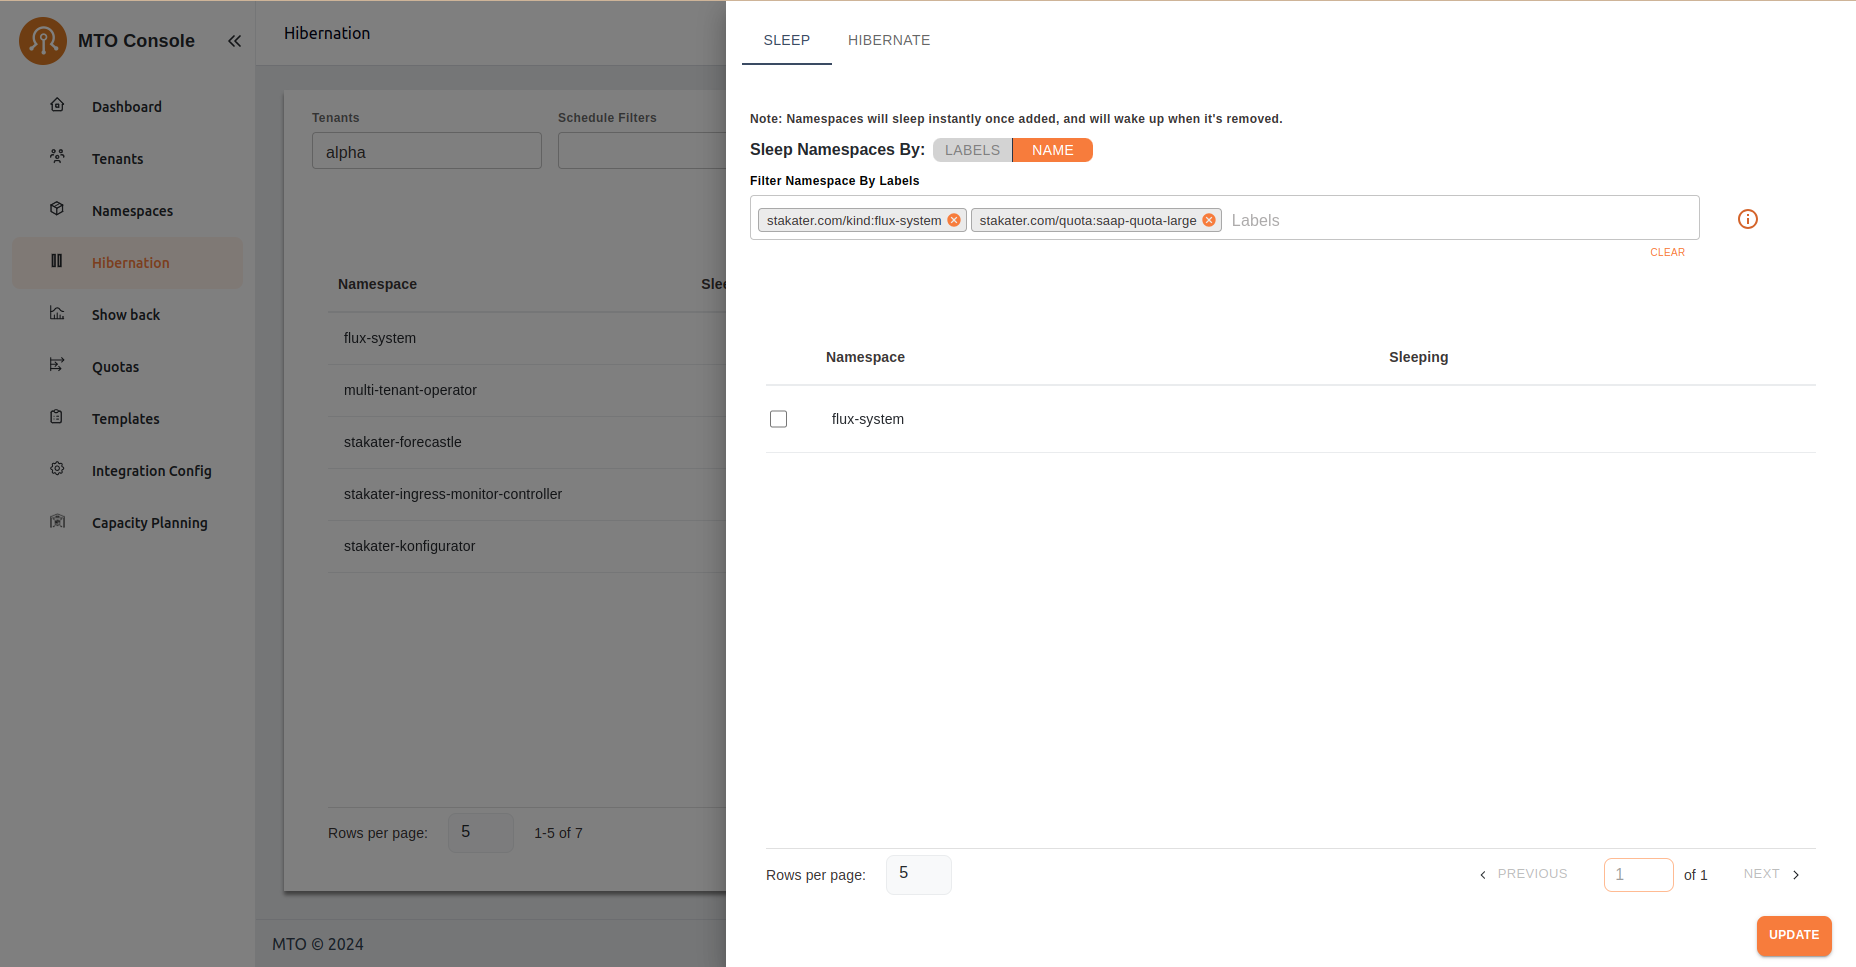 MTO Console
Dashboard
Tenants
Namespaces
Hibernation
Show back
Quotas
Templates
Integration Config
Capacity Planning
Hibernation
Tenants
Schedule Filters
alpha
Namespace
flux-system
multi-tenant-operator
stakater-forecastle
stakater-ingress-monitor-controller
stakater-konfigurator
Rows per page: 5 1-5 of 7
MTO © 2024
SLEEP HIBERNATE
Note: Namespaces will sleep instantly once added, and will wake up when it's removed.
Sleep Namespaces By: LABELS NAME
Filter Namespace By Labels
stakater.com/kind:flux-system stakater.com/quota:saap-quota-large Labels
CLEAR
Namespace Sleeping
flux-system
Rows per page: 5 PREVIOUS 1 of 1 NEXT
UPDATE